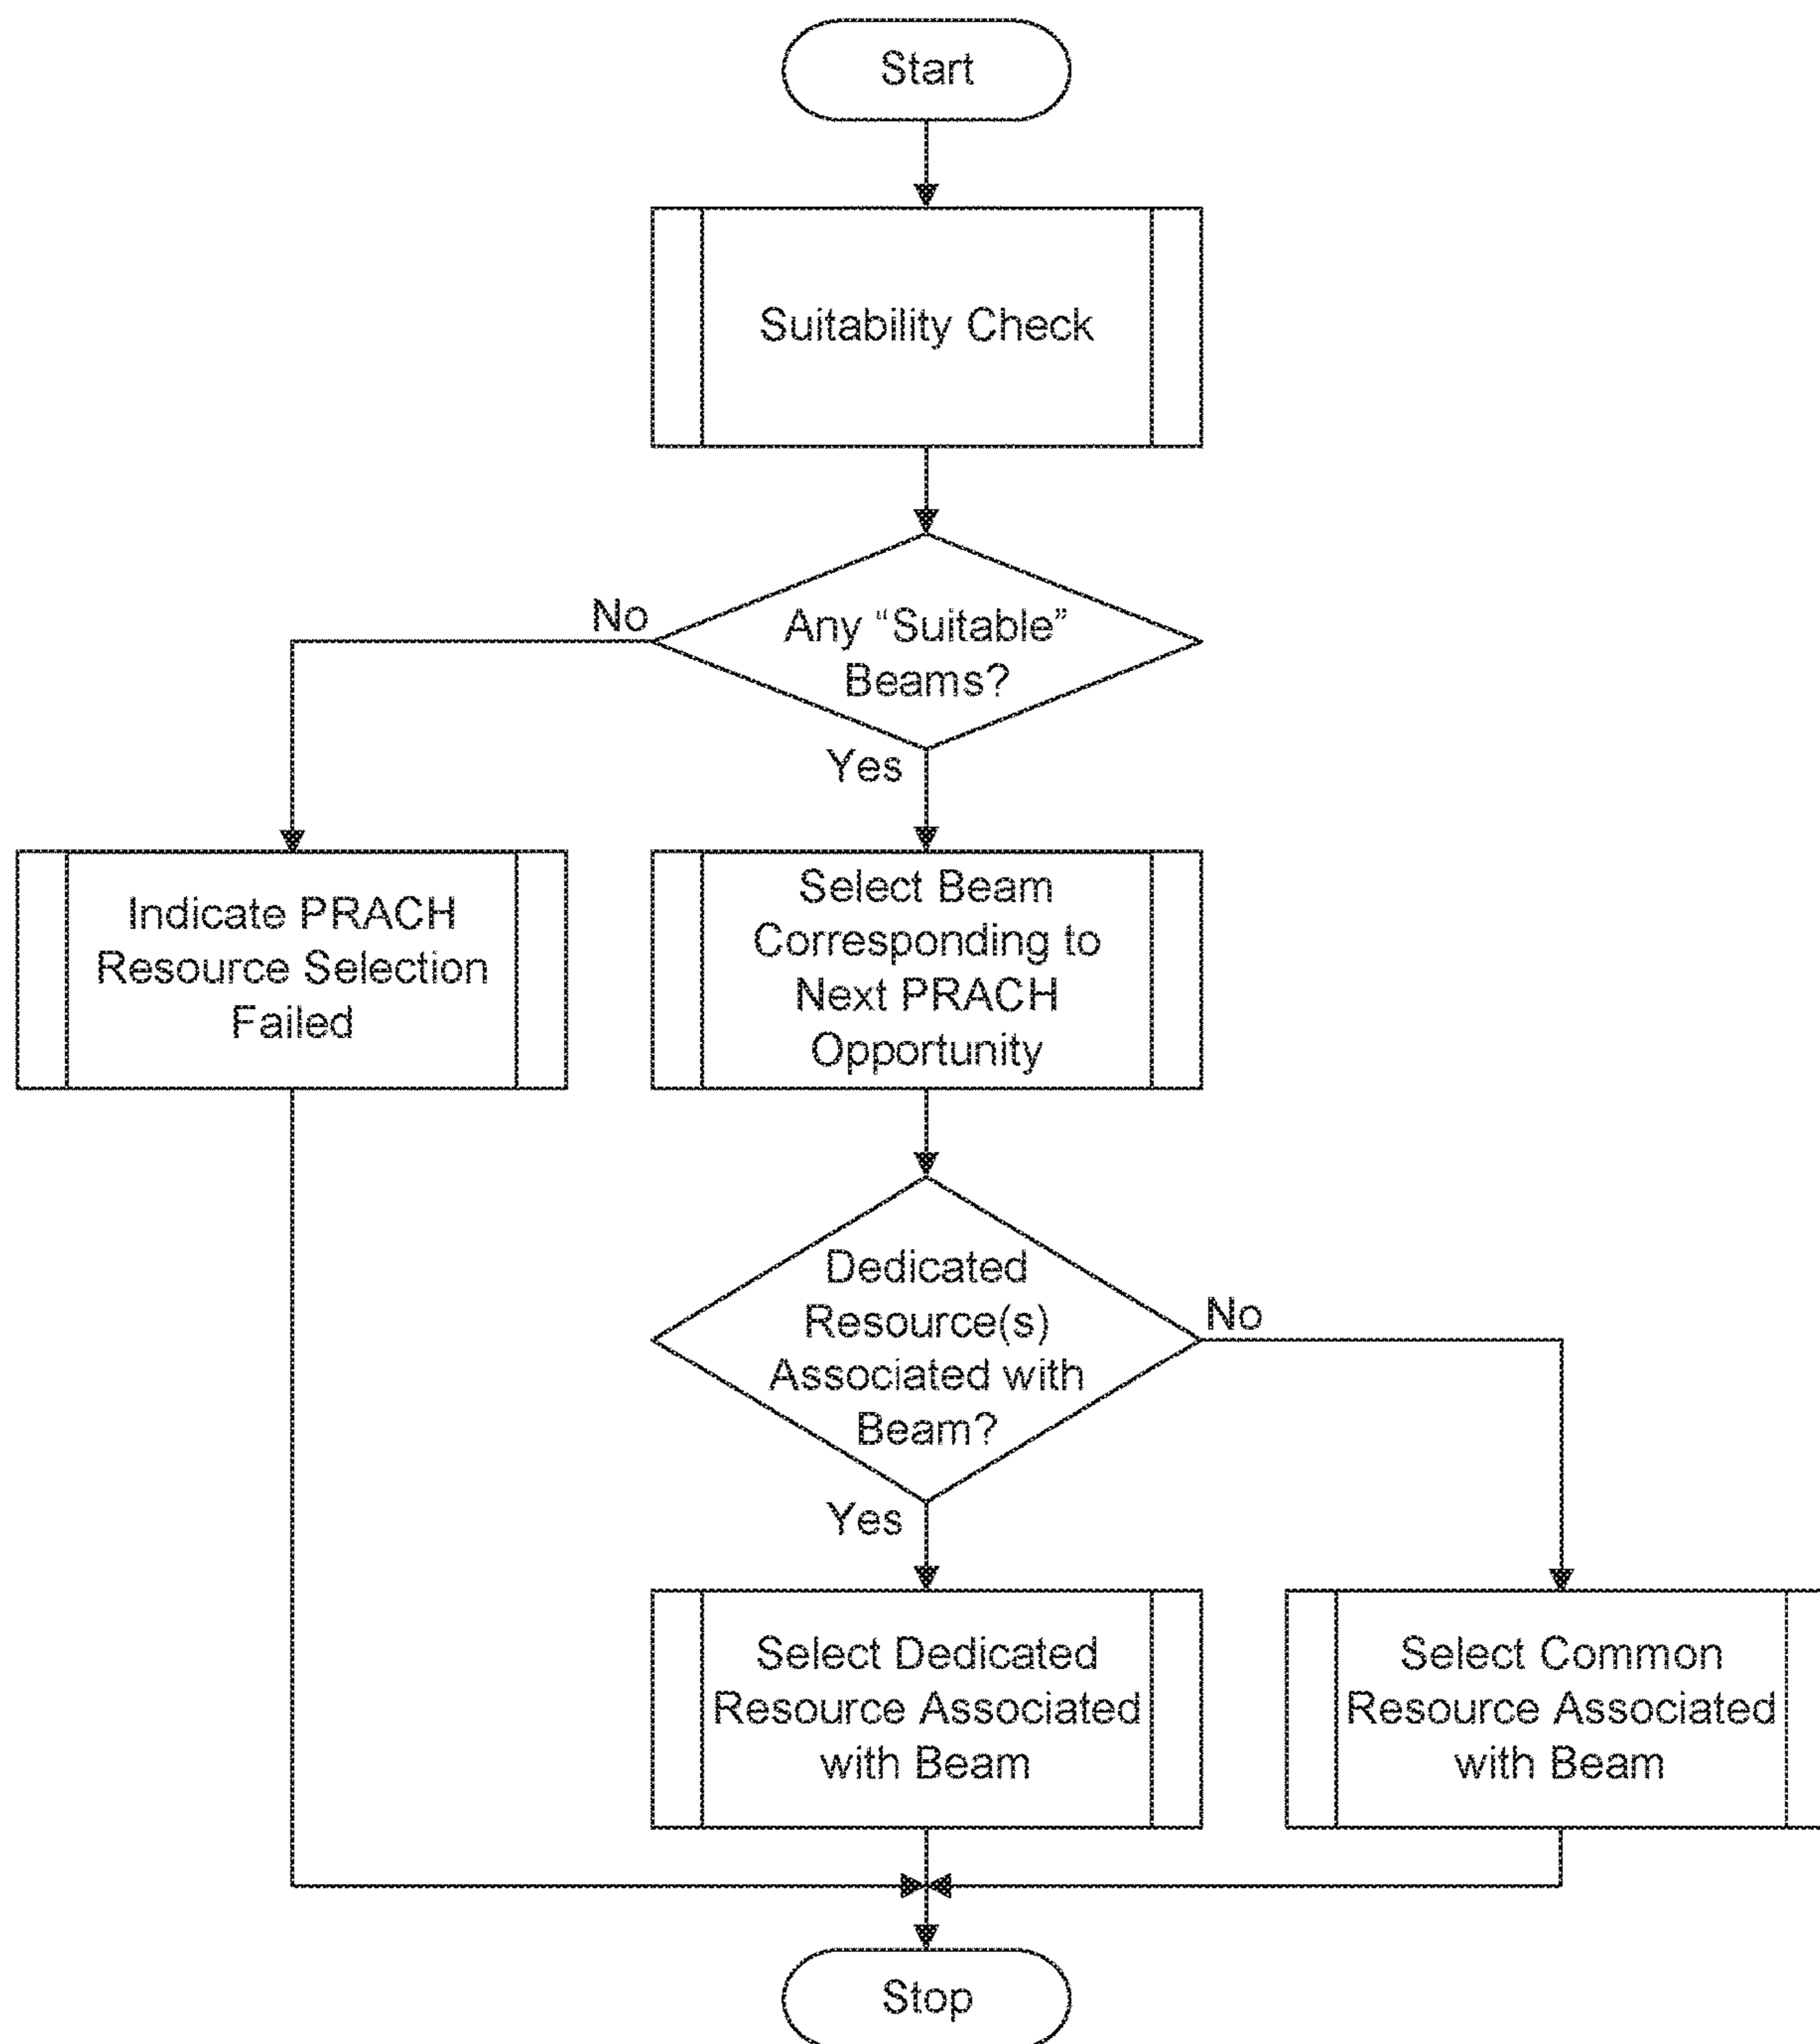 Start
Suitability Check
Any “Suitable”
Beams?
No
Yes
Indicate PRACH
Resource Selection
Failed
Select Beam
Corresponding to
Next PRACH
Opportunity
Dedicated
Resource(s)
Associated with
Beam?
No
Yes
Select Dedicated
Resource Associated
with Beam
Select Common
Resource Associated
with Beam
Stop